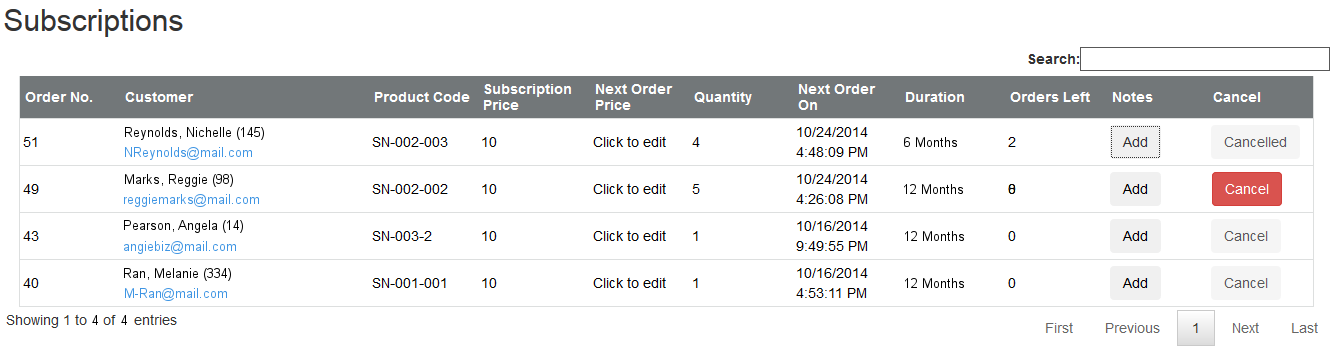 Subscriptions
Search:
Order No. Customer Product Code Subscription Price Next Order Price Quantity Next Order On Duration Orders Left Notes Cancel
51 Reynolds, Nichelle (145) SN-002-003 10 Click to edit 4 10/24/2014 6 Months 2 Add Cancelled
NReynolds@mail.com 4:48:09 PM
49 Marks, Reggie (98) SN-002-002 10 Click to edit 5 10/24/2014 12 Months Add Cancel
reggiemarks@mail.com 4:26:08 PM
43 Pearson, Angela (14) SN-003-2 10 Click to edit 1 10/16/2014 12 Months 0 Add Cancel
angiebiz@mail.com 9:49:55 PM
40 Ran, Melanie (334) SN-001-001 10 Click to edit 1 10/16/2014 12 Months 0 Add Cancel
M-Ran@mail.com 4:53:11 PM
Showing 1 to 4 of 4 entries First Previous 1 Next Last